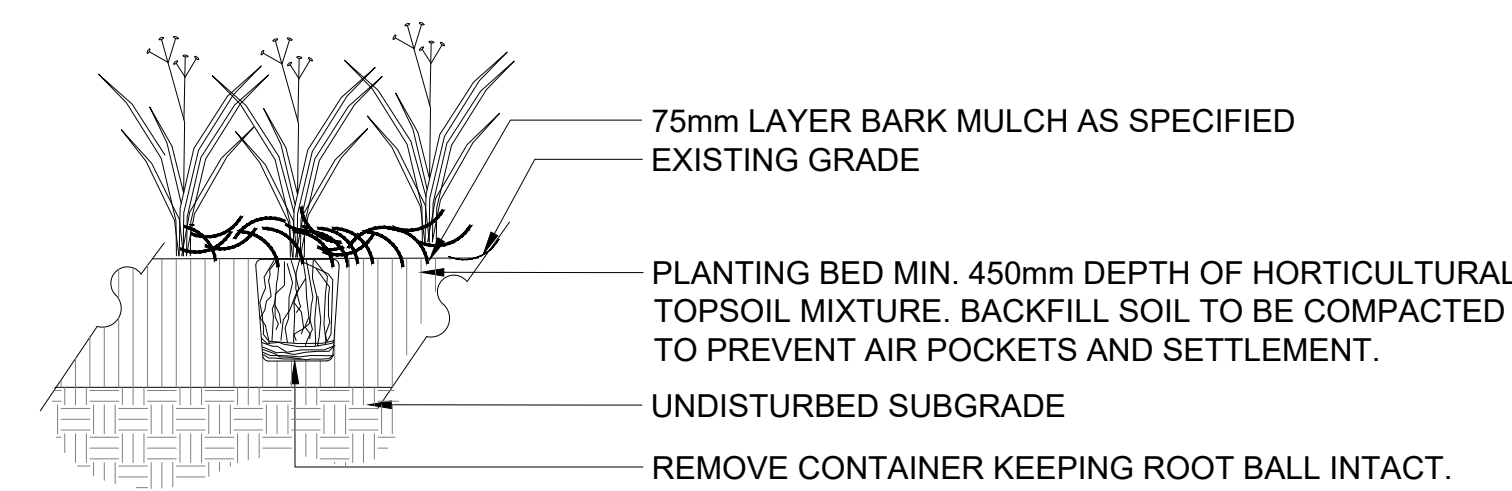 75mm LAYER BARK MULCH AS SPECIFIED
EXISTING GRADE
PLANTING BED MIN. 450mm DEPTH OF HORTICULTURAL
TOPSOIL MIXTURE. BACKFILL SOIL TO BE COMPACTED
TO PREVENT AIR POCKETS AND SETTLEMENT.
UNDISTURBED SUBGRADE
REMOVE CONTAINER KEEPING ROOT BALL INTACT.